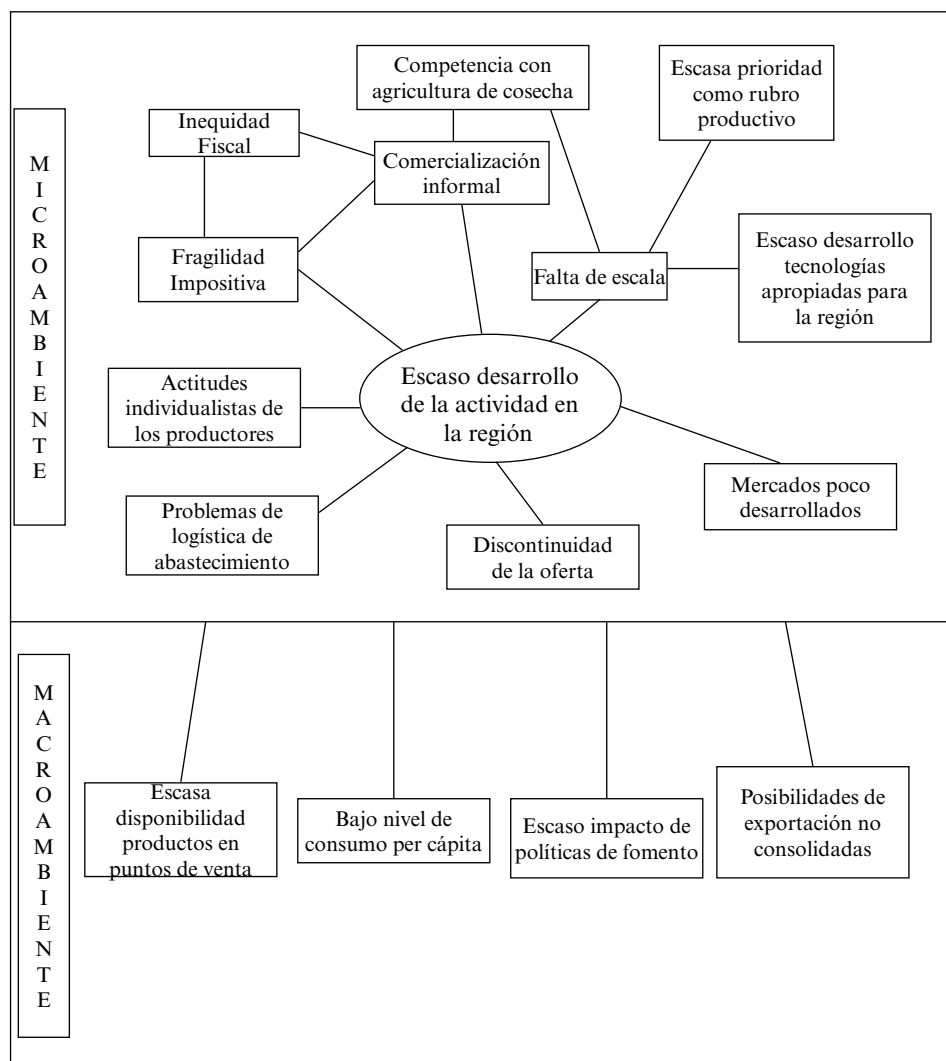 MICROAMBIENTE
Competencia con
agricultura de cosecha
Escasa prioridad
como rubro
productivo
Inequidad
Fiscal
Comercialización
informal
Fragilidad
Impositiva
Falta de escala
Escaso desarrollo
tecnologías
apropiadas para
la región
Escaso desarrollo
de la actividad en
la región
Actitudes
individualistas de
los productores
Mercados poco
desarrollados
Problemas de
logística de
abastecimiento
Discontinuidad
de la oferta
MACROAMBIENTE
Escasa
disponibilidad
productos en
puntos de venta
Bajo nivel de
consumo per cápita
Escaso impacto de
políticas de fomento
Posibilidades de
exportación no
consolidadas